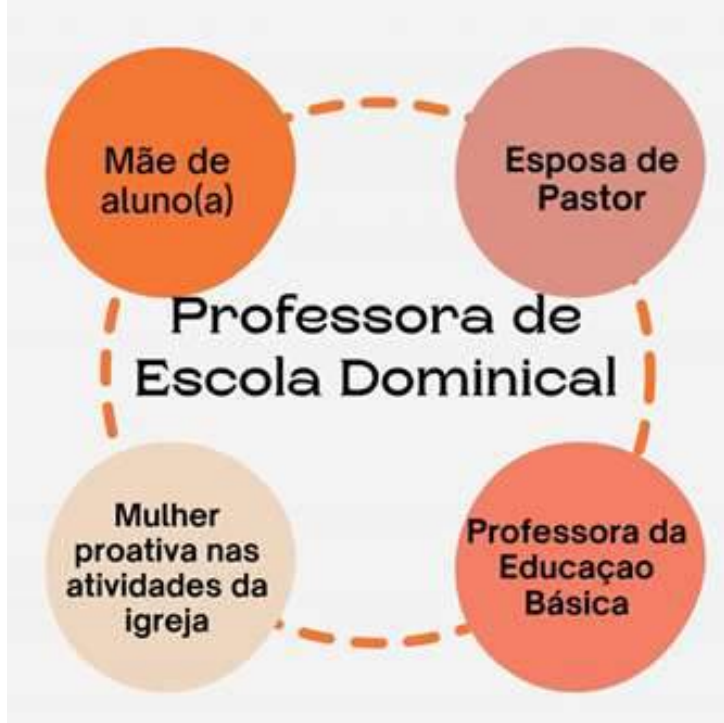 Mãe de
aluno(a)
Esposa de
Pastor
Professora de
Escola Dominical
Mulher
proativa nas
atividades da
igreja
Professora da
Educaçao
Básica